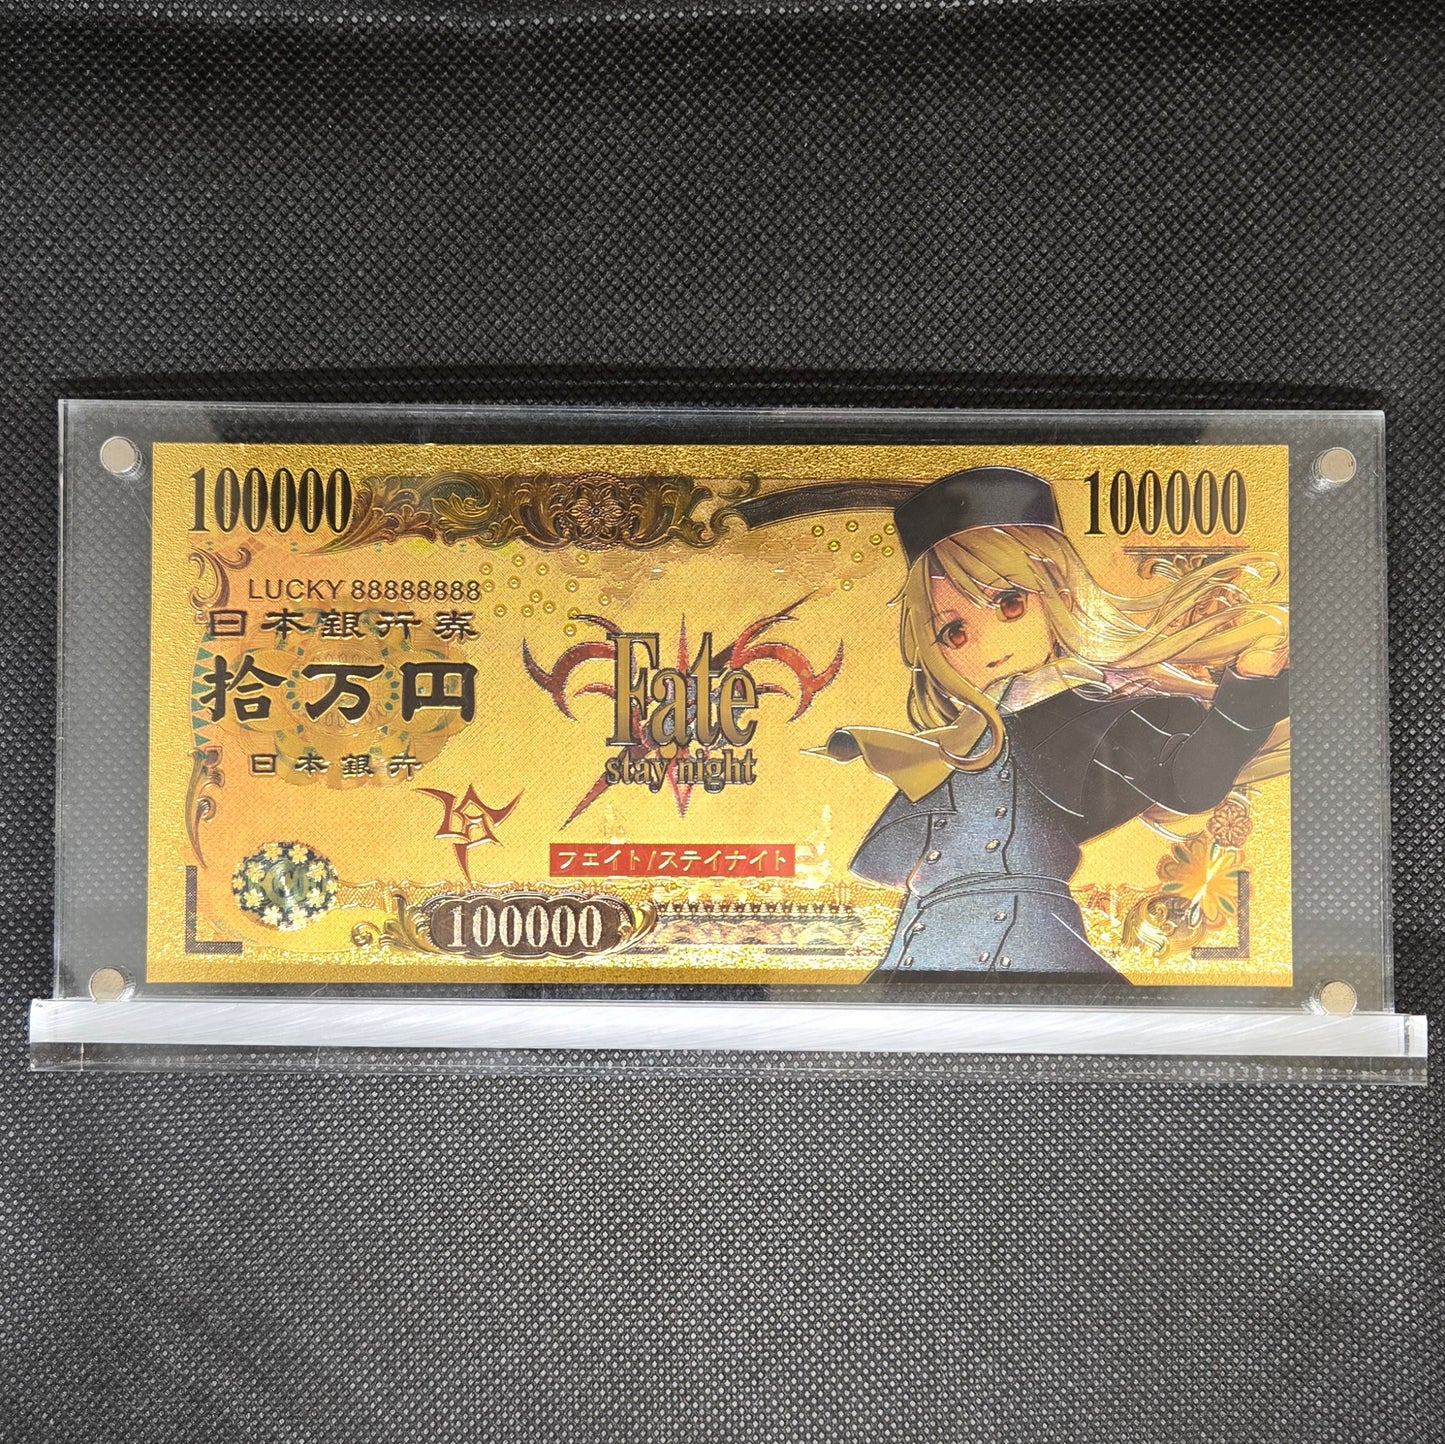 100000
100000
LUCKY 88888888
日本銀行券
拾万円
日本銀行
Fate
stay night
フェイト/ステイナイト
100000